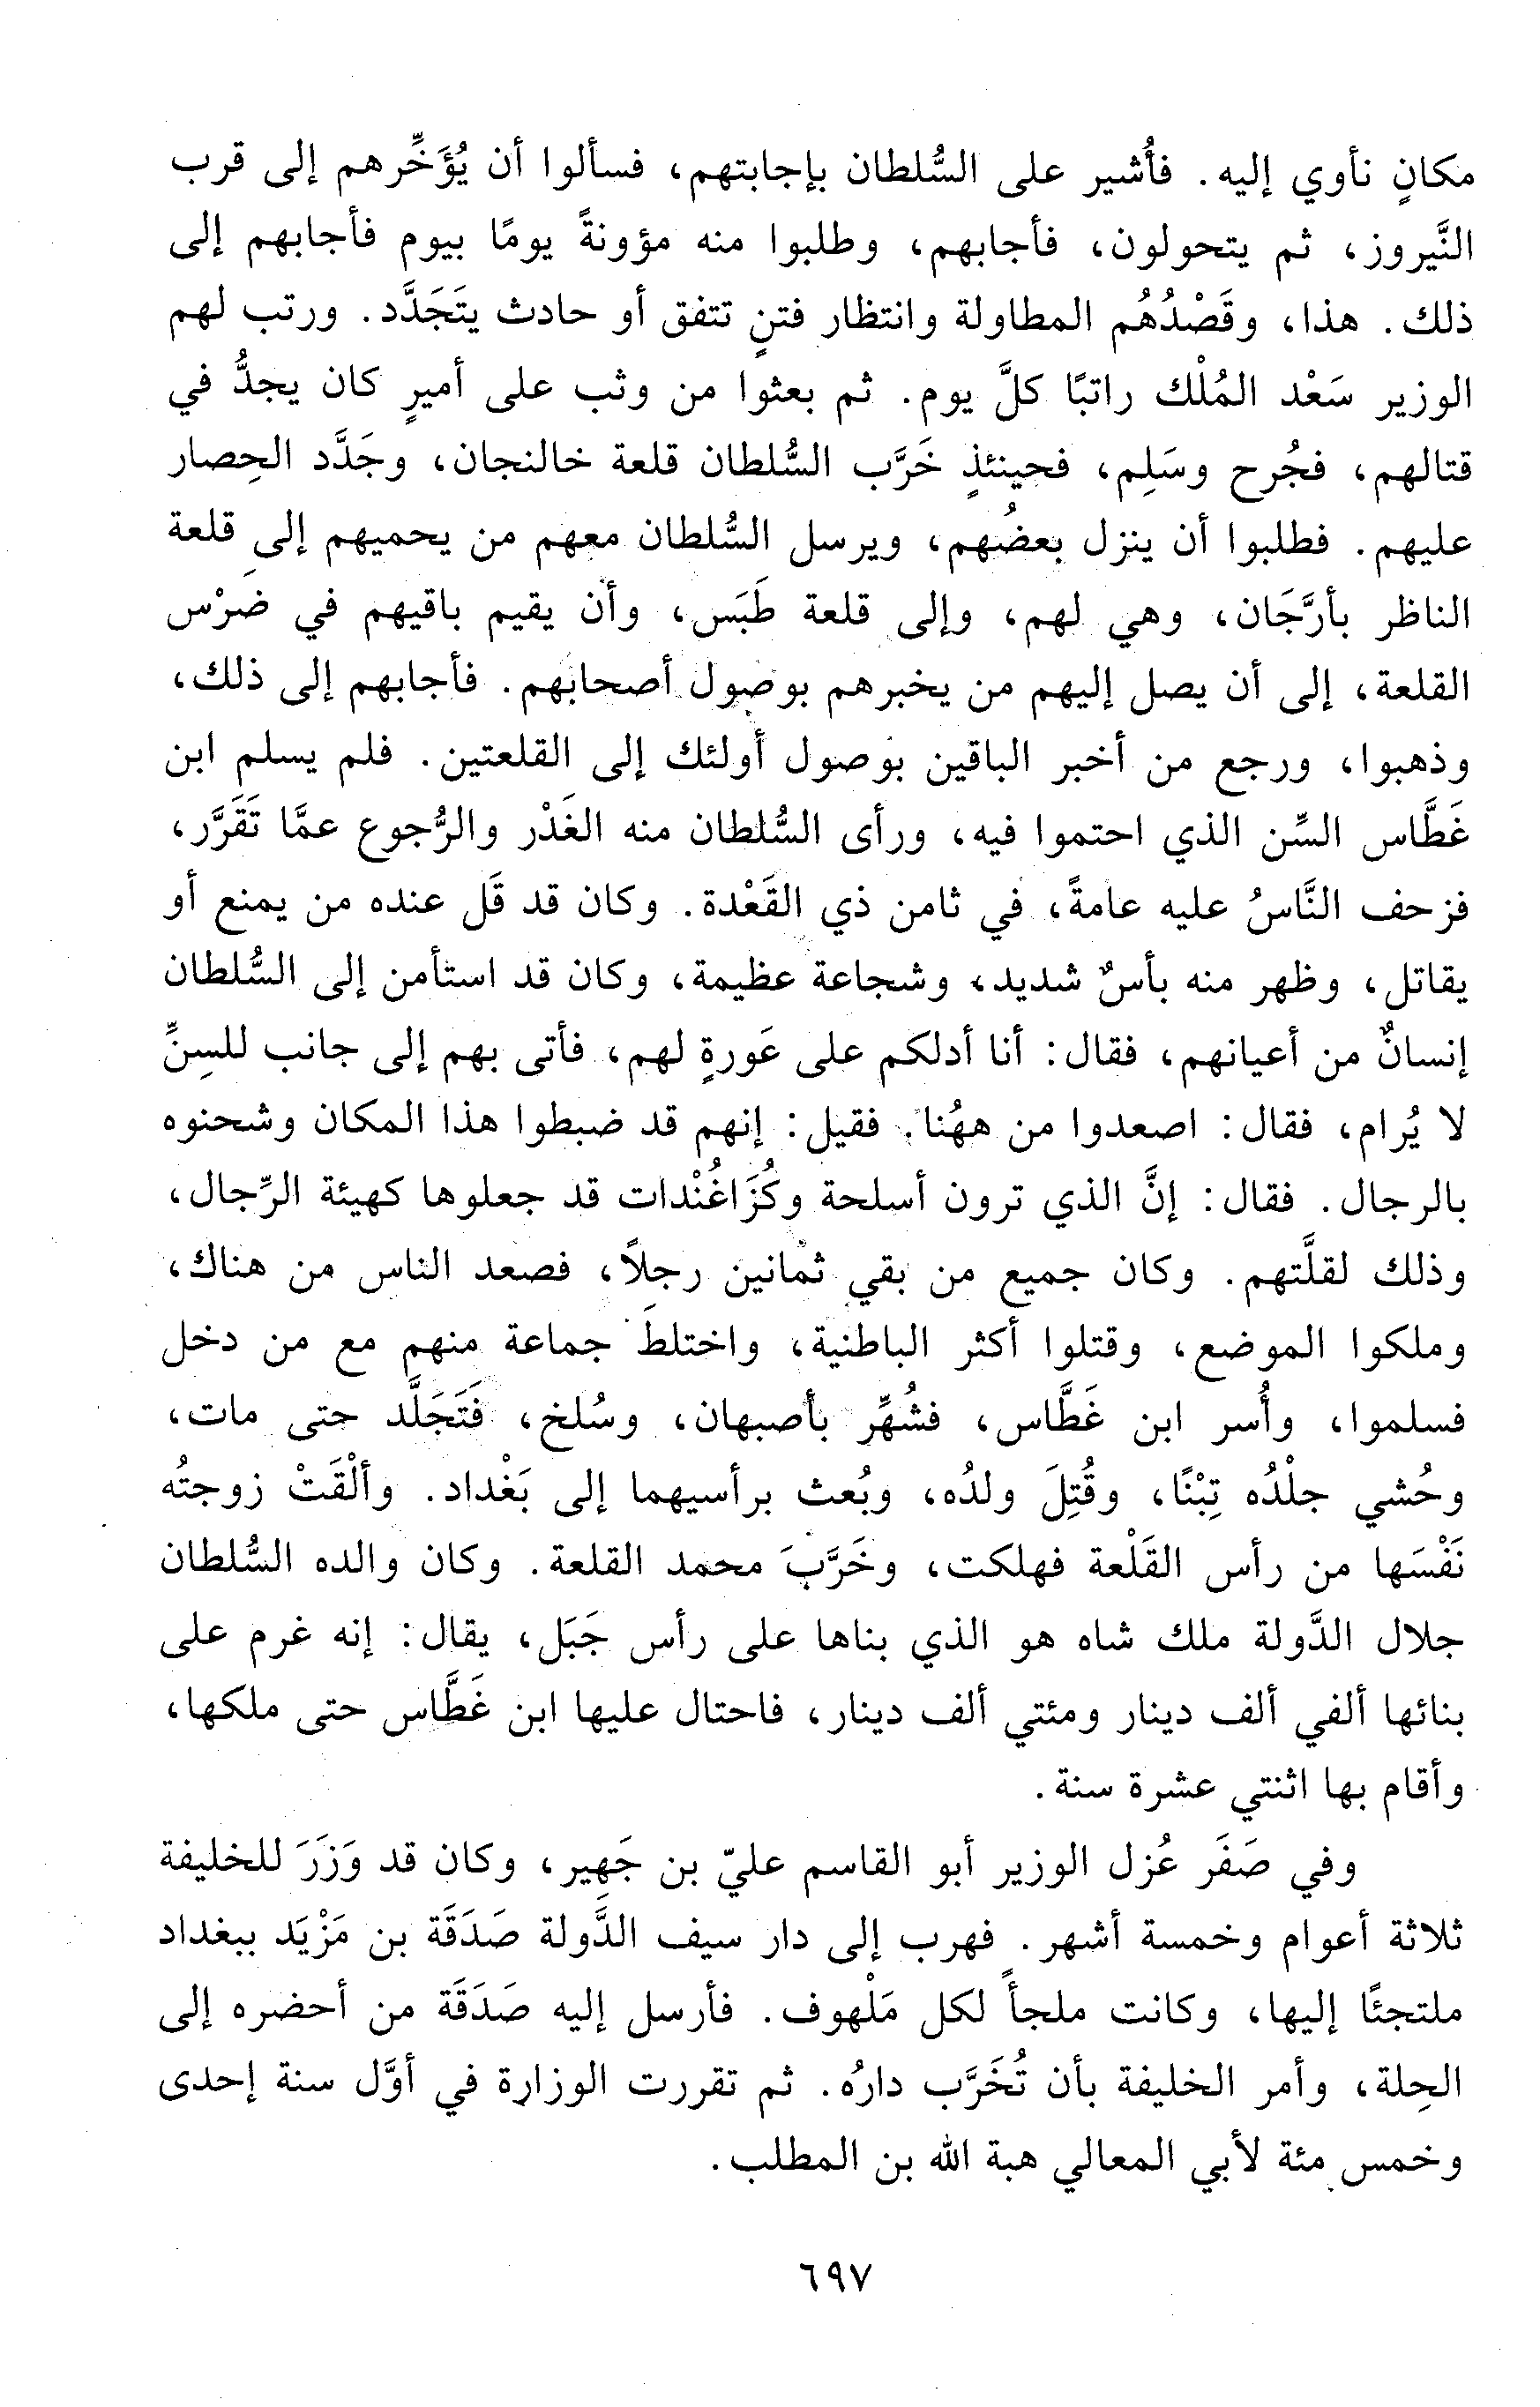 مكانٍ نأوي إليه. فأُشير على السُّلطان بإجابتهم، فسألوا أن يُؤَخِّرهم إلى قرب
النَّيروز، ثم يتحولون، فأجابهم، وطلبوا منه مؤونةً يومًا بيوم فأجابهم إلى
ذلك. هذا، وقَصْدُهُم المطاولة وانتظار فتنٍ تتفق أو حادث يتَجَدَّد. ورتب لهم
الوزير سَعْد المُلْك راتبًا كلَّ يوم. ثم بعثوا من وثب على أميرٍ كان يجدُّ في
قتالهم، فجُرح وسَلِم، فحينئذٍ خَرَّب السُّلطان قلعة خالنجان، وجَدَّد الحِصار
عليهم. فطلبوا أن ينزل بعضُهم، ويرسل السُّلطان معهم من يحميهم إلى قلعة
الناظر بأرَّجَان، وهي لهم، وإلى قلعة طَبَس، وأن يقيم باقيهم في ضِرْس
القلعة، إلى أن يصل إليهم من يخبرهم بوصول أصحابهم. فأجابهم إلى ذلك،
وذهبوا، ورجع من أخبر الباقين بوصول أولئك إلى القلعتين. فلم يسلم ابن
غَطَّاس السِّن الذي احتموا فيه، ورأى السُّلطان منه الغَدْر والرُّجوع عمَّا تَقَرَّر،
فزحف النَّاسُ عليه عامةً، في ثامن ذي القَعْدة. وكان قد قَل عنده من يمنع أو
يقاتل، وظهر منه بأسٌ شديد، وشجاعة عظيمة، وكان قد استأمن إلى السُّلطان
إنسانٌ من أعيانهم، فقال: أنا أدلكم على عَورةٍ لهم، فأتى بهم إلى جانب للسِنِّ
لا يُرام، فقال: اصعدوا من ههُنا. فقيل: إنهم قد ضبطوا هذا المكان وشحنوه
بالرجال. فقال: إنَّ الذي ترون أسلحة وكُزَاغُنْدات قد جعلوها كهيئة الرِّجال،
وذلك لقلَّتهم. وكان جميع من بقي ثمانين رجلاً، فصعد الناس من هناك،
وملكوا الموضع، وقتلوا أكثر الباطنية، واختلطَ جماعة منهم مع من دخل
فسلموا، وأُسر ابن غَطَّاس، فشُهِّر بأصبهان، وسُلخ، فَتَجَلَّد حتى مات،
وحُشي جلْدُه تِبْنًا، وقُتِلَ ولدُه، وبُعث برأسيهما إلى بَغْداد. وألْقَتْ زوجتُه
نَفْسَها من رأس القَلْعة فهلكت، وخَرَّبَ محمد القلعة. وكان والده السُّلطان
جلال الدَّولة ملك شاه هو الذي بناها على رأس جَبَل، يقال: إنه غرم على
بنائها ألفي ألف دينار ومئتي ألف دينار، فاحتال عليها ابن غَطَّاس حتى ملكها،
وأقام بها اثنتي عشرة سنة.
وفي صَفَر عُزل الوزير أبو القاسم عليّ بن جَهِير، وكان قد وَزَرَ للخليفة
ثلاثة أعوام وخمسة أشهر. فهرب إلى دار سيف الدَّولة صَدَقَة بن مَزْيَد ببغداد
ملتجئًا إليها، وكانت ملجأً لكل مَلْهوف. فأرسل إليه صَدَقَة من أحضره إلى
الحِلة، وأمر الخليفة بأن تُخَرَّب دارُه. ثم تقررت الوزارة في أوَّل سنة إحدى
وخمس مئة لأبي المعالي هبة الله بن المطلب.
٦٩٧